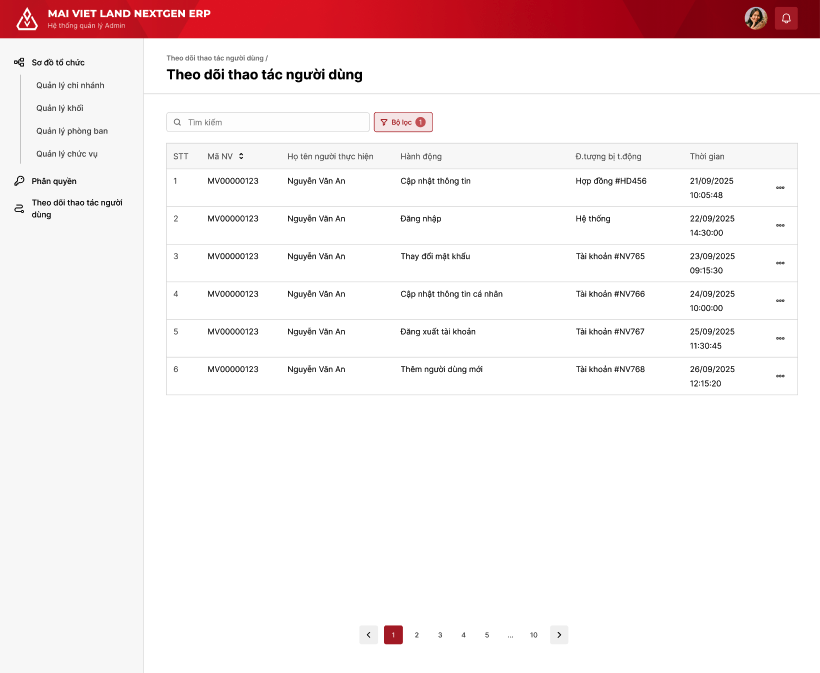 MAI VIET LAND NEXTGEN ERP
Hệ thống quản lý Admin
Sơ đồ tổ chức
Quản lý chi nhánh
Quản lý khối
Quản lý phòng ban
Quản lý chức vụ
Phân quyền
Theo dõi thao tác người
dùng
Theo dõi thao tác người dùng /
Theo dõi thao tác người dùng
Tìm kiếm
Bộ lọc 1
STT Mã NV Họ tên người thực hiện Hành động Đ.tượng bị t.động Thời gian
1 MV00000123 Nguyễn Văn An Cập nhật thông tin Hợp đồng #HD456 21/09/2025
10:05:48
2 MV00000123 Nguyễn Văn An Đăng nhập Hệ thống 22/09/2025
14:30:00
3 MV00000123 Nguyễn Văn An Thay đổi mật khẩu Tài khoản #NV765 23/09/2025
09:15:30
4 MV00000123 Nguyễn Văn An Cập nhật thông tin cá nhân Tài khoản #NV766 24/09/2025
10:00:00
5 MV00000123 Nguyễn Văn An Đăng xuất tài khoản Tài khoản #NV767 25/09/2025
11:30:45
6 MV00000123 Nguyễn Văn An Thêm người dùng mới Tài khoản #NV768 26/09/2025
12:15:20
1 2 3 4 5 ... 10